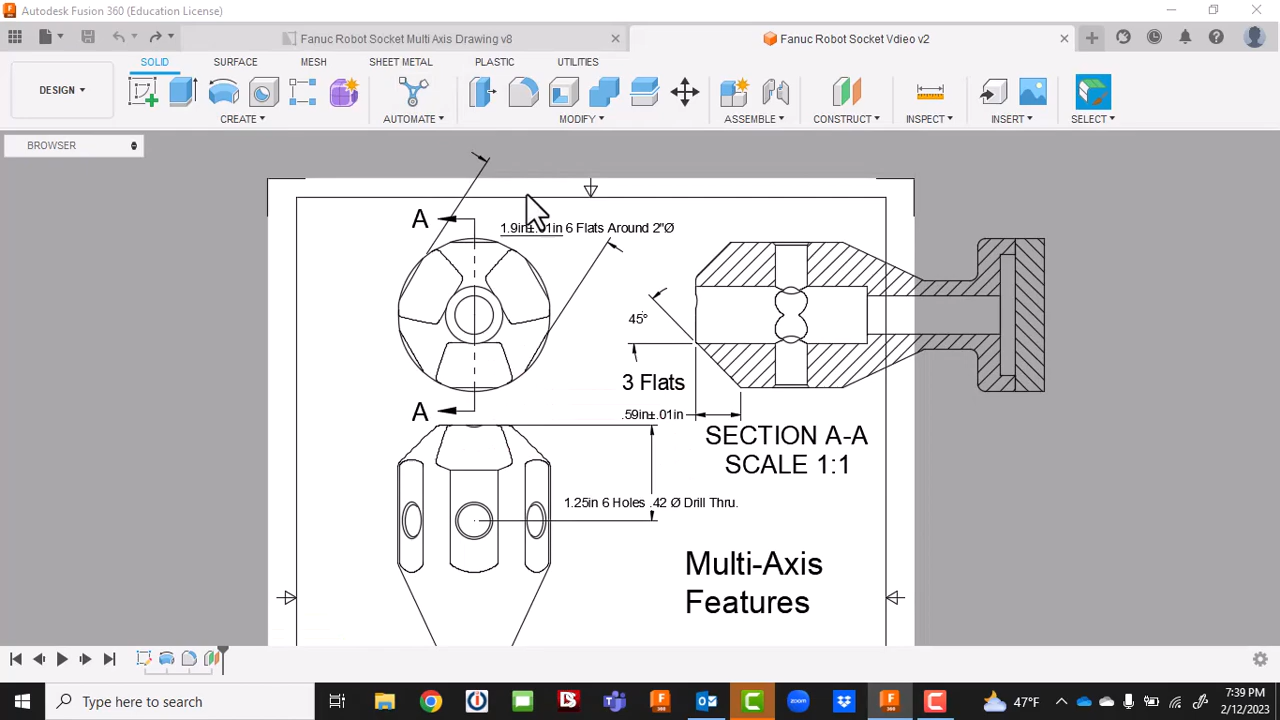 Autodesk Fusion 360 (Education License)
Fanuc Robot Socket Multi Axis Drawing v8
Fanuc Robot Socket Vdieo v2
DESIGN
SOLID
SURFACE
MESH
SHEET METAL
PLASTIC
UTILITIES
CREATE
AUTOMATE
MODIFY
ASSEMBLE
CONSTRUCT
INSPECT
INSERT
SELECT
BROWSER
A
1.9in±.01in 6 Flats Around 2"Ø
45°
3 Flats
.59in±.01in
A
SECTION A-A
SCALE 1:1
1.25in 6 Holes .42 Ø Drill Thru.
Multi-Axis
Features
Type here to search
47°F
7:39 PM
2/12/2023